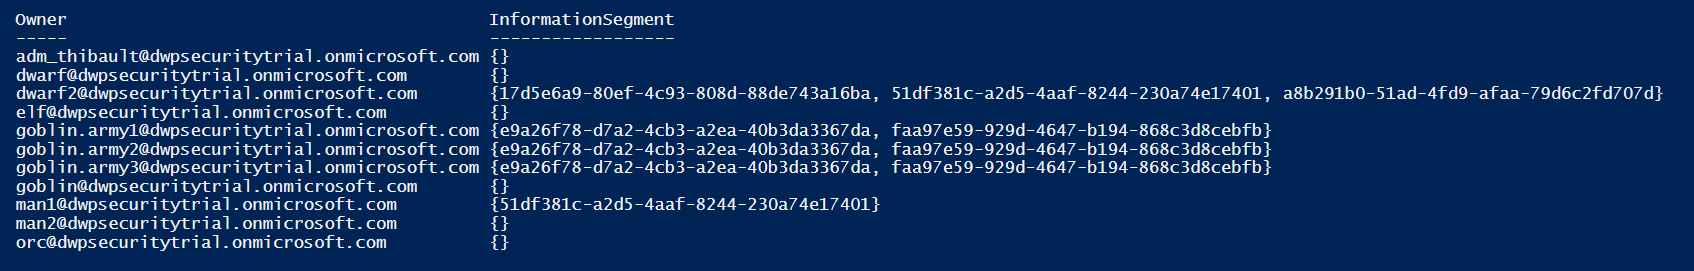 Owner InformationSegment
----- ------------------
adm_thibault@dwpsecuritytrial.onmicrosoft.com {}
dwarf@dwpsecuritytrial.onmicrosoft.com {}
dwarf2@dwpsecuritytrial.onmicrosoft.com {17d5e6a9-80ef-4c93-808d-88de743a16ba, 51df381c-a2d5-4aaf-8244-230a74e17401, a8b291b0-51ad-4fd9-afaa-79d6c2fd707d}
elf@dwpsecuritytrial.onmicrosoft.com {}
goblin.army1@dwpsecuritytrial.onmicrosoft.com {e9a26f78-d7a2-4cb3-a2ea-40b3da3367da, faa97e59-929d-4647-b194-868c3d8cebfb}
goblin.army2@dwpsecuritytrial.onmicrosoft.com {e9a26f78-d7a2-4cb3-a2ea-40b3da3367da, faa97e59-929d-4647-b194-868c3d8cebfb}
goblin.army3@dwpsecuritytrial.onmicrosoft.com {e9a26f78-d7a2-4cb3-a2ea-40b3da3367da, faa97e59-929d-4647-b194-868c3d8cebfb}
goblin@dwpsecuritytrial.onmicrosoft.com {}
man1@dwpsecuritytrial.onmicrosoft.com {51df381c-a2d5-4aaf-8244-230a74e17401}
man2@dwpsecuritytrial.onmicrosoft.com {}
orc@dwpsecuritytrial.onmicrosoft.com {}